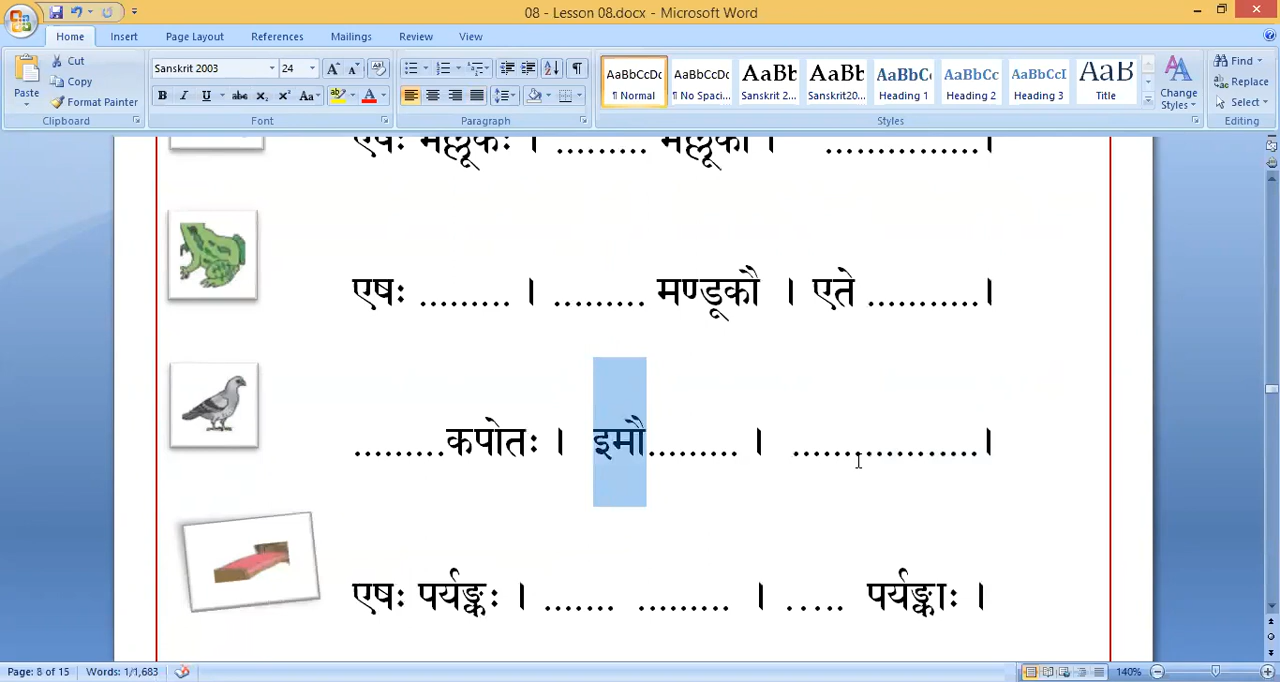 08 - Lesson 08.docx - Microsoft Word
Home Insert Page Layout References Mailings Review View
Paste Cut Copy Format Painter Clipboard
Sanskrit 2003 24 Font
Paragraph
AaBbCcDc AaBbCcDc AaBb AaBb AaBbC AaBbCc AaBbCcI AaB
¶ Normal ¶ No Spaci... Sanskrit 2... Sanskrit20... Heading 1 Heading 2 Heading 3 Title
Styles
Change Styles
Find Replace Select Editing
एषः ......... । ......... मण्डूकौ । एते ...........।
.........कपोतः । इमौ......... । ..................।
एषः पर्यङ्कः । ....... ......... । ..... पर्यङ्काः ।
Page: 8 of 15 Words: 1/1,683 140%